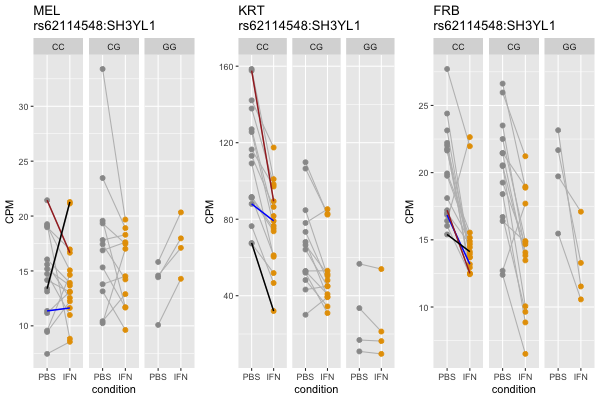 MEL
rs62114548:SH3YL1
CC CG GG
CPM
30
25
20
15
10
PBS IFN PBS IFN PBS IFN
condition
KRT
rs62114548:SH3YL1
CC CG GG
CPM
160
120
80
40
PBS IFN PBS IFN PBS IFN
condition
FRB
rs62114548:SH3YL1
CC CG GG
CPM
25
20
15
10
PBS IFN PBS IFN PBS IFN
condition